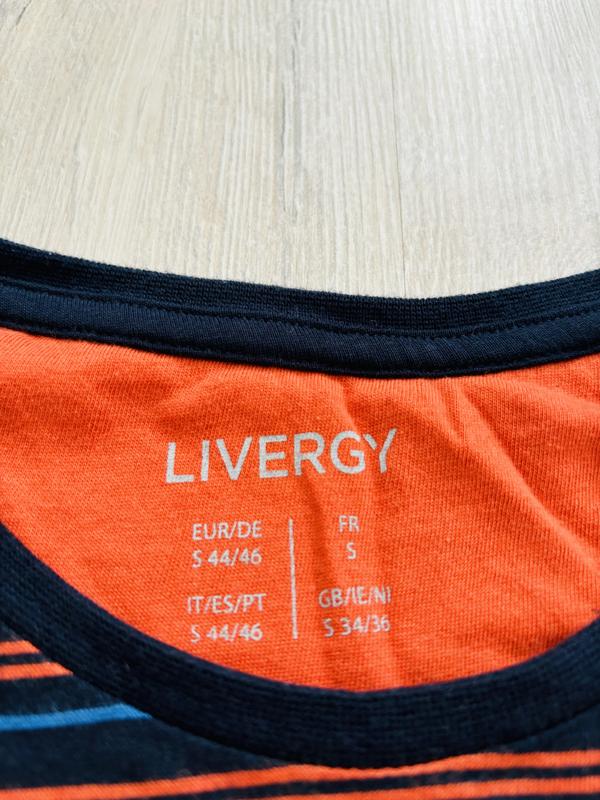 LIVERGY
EUR/DE
S 44/46
FR
S
IT/ES/PT
S 44/46
GB/IE/NI
S 34/36